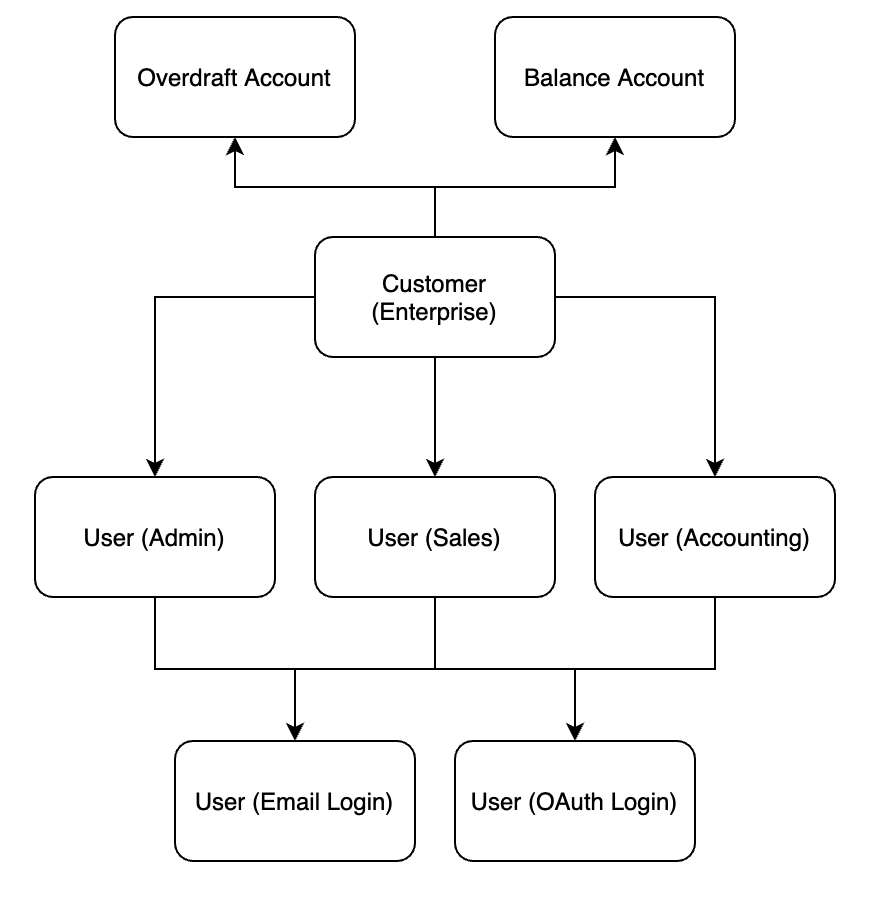 Overdraft Account
Balance Account
Customer
(Enterprise)
User (Admin)
User (Sales)
User (Accounting)
User (Email Login)
User (OAuth Login)